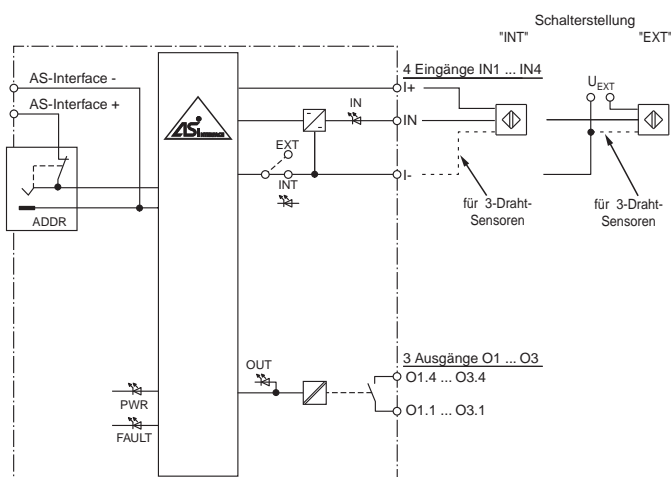 Schalterstellung
"INT" "EXT"
4 Eingänge IN1 ... IN4
UEXT
AS-Interface -
AS-Interface +
I+
IN
IN
ASi INTERFACE
EXT
INT
I-
ADDR
für 3-Draht-
Sensoren
für 3-Draht-
Sensoren
3 Ausgänge O1 ... O3
OUT
O1.4 ... O3.4
PWR
O1.1 ... O3.1
FAULT